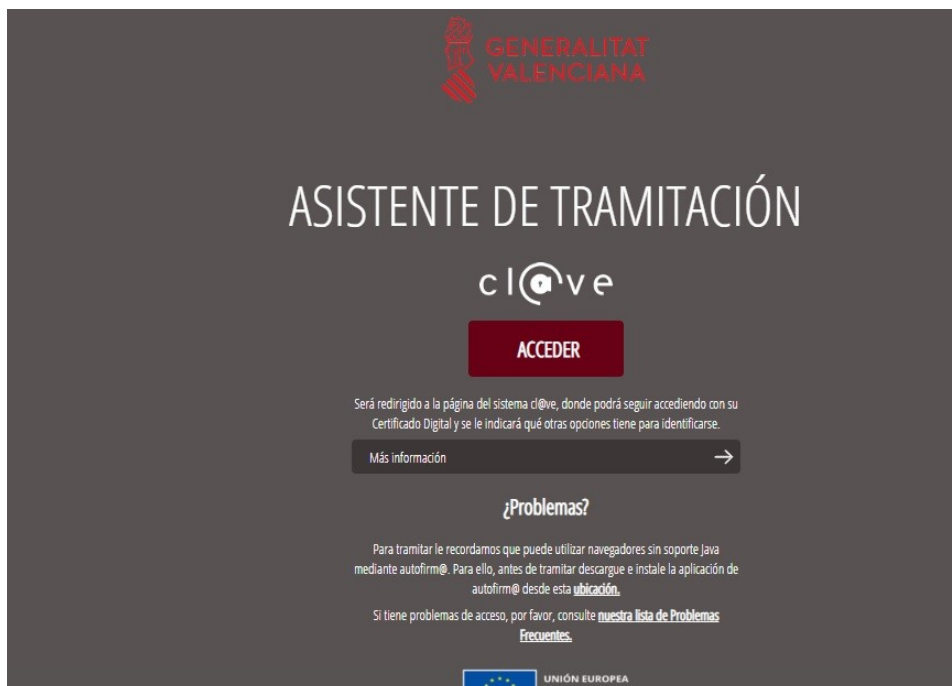 GENERALITAT
VALENCIANA
ASISTENTE DE TRAMITACIÓN
cl@ve
ACCEDER
Será redirigido a la página del sistema cl@ve, donde podrá seguir accediendo con su
Certificado Digital y se le indicará qué otras opciones tiene para identificarse.
Más información
¿Problemas?
Para tramitar le recordamos que puede utilizar navegadores sin soporte Java
mediante autofirm@. Para ello, antes de tramitar descargue e instale la aplicación de
autofirm@ desde esta ubicación.
Si tiene problemas de acceso, por favor, consulte nuestra lista de Problemas
Frecuentes.
UNIÓN EUROPEA